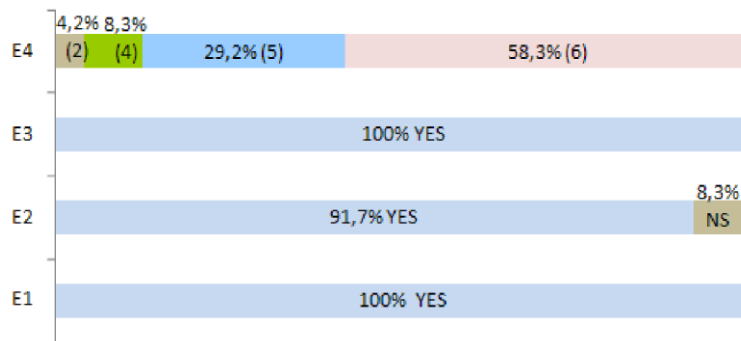 4,2% 8,3%
E4 (2) (4) 29,2% (5) 58,3% (6)
E3 100% YES
8,3%
E2 91,7% YES NS
E1 100% YES